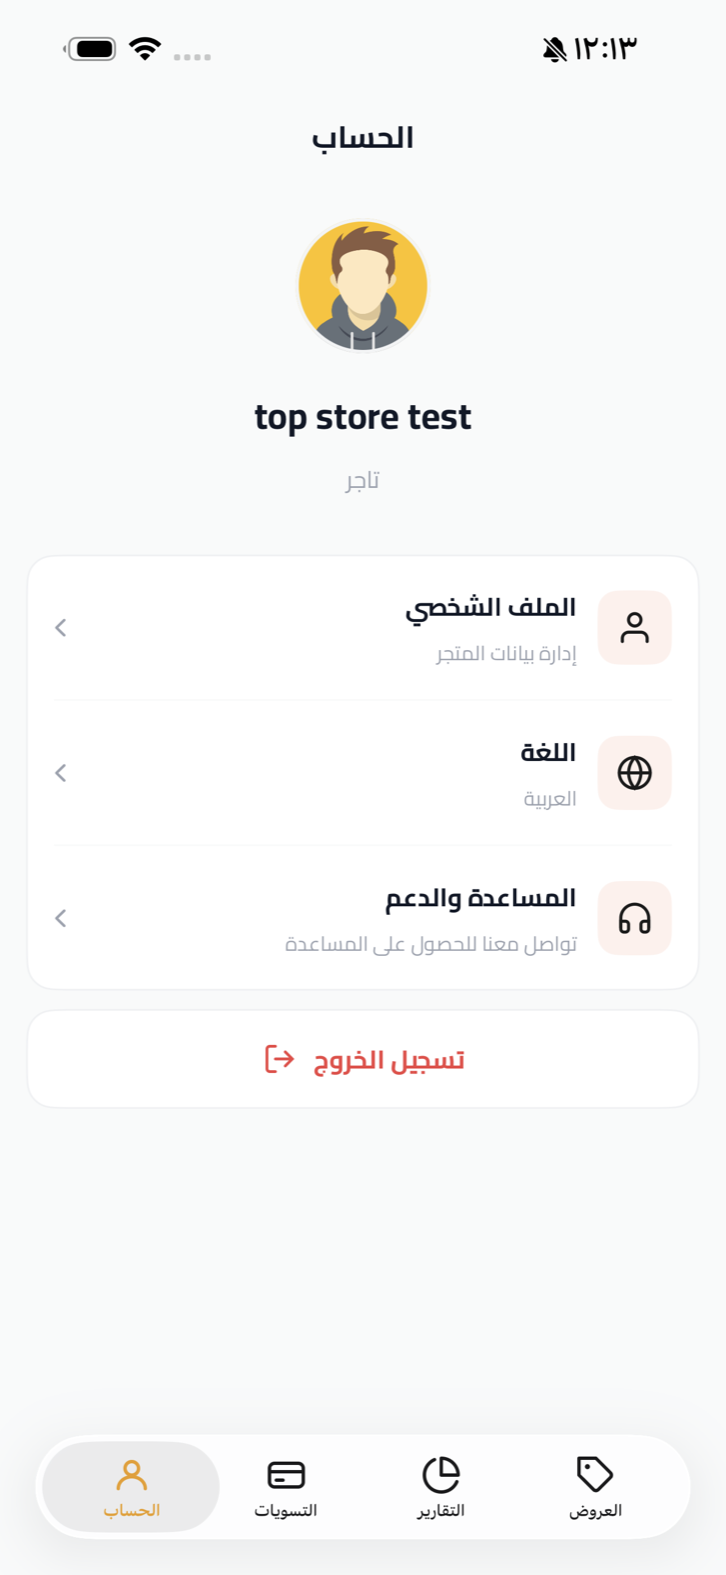 ١٢:١٣
الحساب
top store test
تاجر
الملف الشخصي
إدارة بيانات المتجر
اللغة
العربية
المساعدة والدعم
تواصل معنا للحصول على المساعدة
تسجيل الخروج
العروض
التقارير
التسويات
الحساب